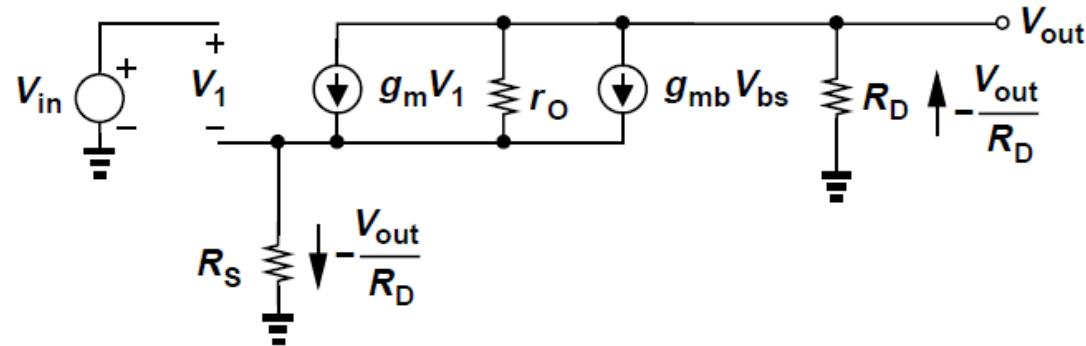 Vin
+
−
V1
+
−
gmV1
rO
gmbVbs
RD
−Vout/RD
Vout
RS
−Vout/RD